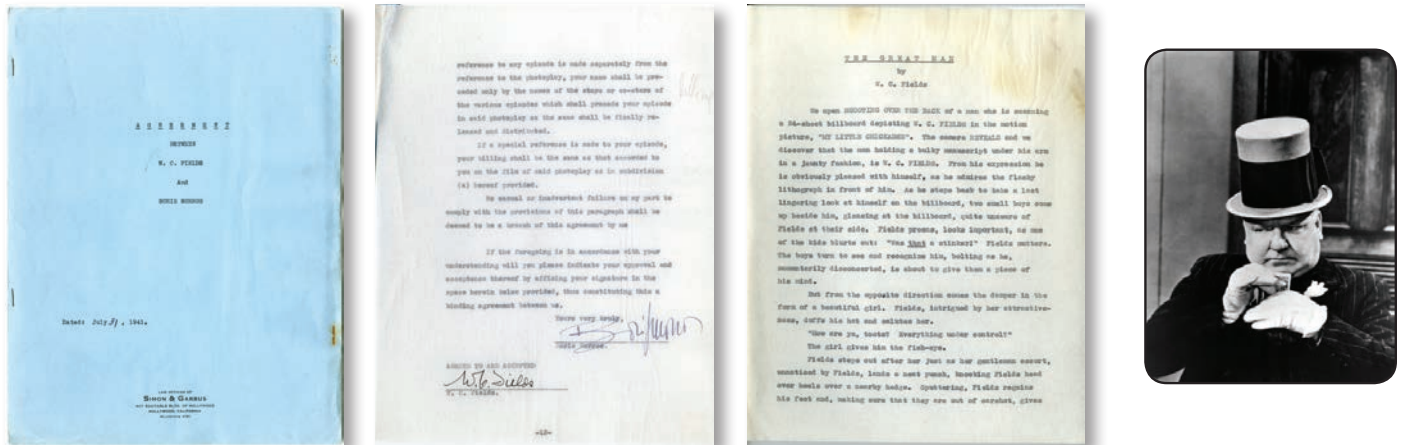 A G R E E M E N T
BETWEEN
W. C. FIELDS
And
BORIS MORROS
Dated: July 31, 1941.
LAW OFFICES OF
SIMON & GARBUS
HOLLYWOOD, CALIFORNIA
reference to any episode is made separately from the
reference to the photoplay, your name shall be pre-
ceded only by the names of the stars or co-stars of
the various episodes which shall precede your episode
in said photoplay as the same shall be finally re-
leased and distributed.
If a special reference is made to your episode,
your billing shall be the same as that accorded to
you on the film of said photoplay as in subdivision
(a) hereof provided.
No casual or inadvertent failure on my part to
comply with the provisions of this paragraph shall be
deemed to be a breach of this agreement by me
If the foregoing is in accordance with your
understanding will you please indicate your approval and
acceptance thereof by affixing your signature in the
space herein below provided, thus constituting this a
binding agreement between us.
Yours very truly,
Boris Morros
Boris Morros.
AGREED TO AND ACCEPTED
W. C. Fields
W. C. Fields.
-12-
THE GREAT MAN
by
W. C. Fields
We open SHOOTING OVER THE BACK of a man who is scanning
a 24-sheet billboard depicting W. C. FIELDS in the motion
picture, "MY LITTLE CHICKADEE". The camera REVEALS and we
discover that the man holding a bulky manuscript under his arm
in a jaunty fashion, is W. C. FIELDS. From his expression he
is obviously pleased with himself, as he admires the flashy
lithograph in front of him. As he steps back to take a last
lingering look at himself on the billboard, two small boys come
up beside him, glancing at the billboard, quite unaware of
Fields at their side. Fields preens, looks important, as one
of the kids blurts out: "Was that a stinker!" Fields mutters.
The boys turn to see and recognize him, bolting as he,
momentarily disconcerted, is about to give them a piece of
his mind.
But from the opposite direction comes the damper in the
form of a beautiful girl. Fields, intrigued by her attractive-
ness, doffs his hat and salutes her.
"How are ya, toots? Everything under control?"
The girl gives him the fish-eye.
Fields steps out after her just as her gentleman escort,
unnoticed by Fields, lands a neat punch, knocking Fields head
over heels over a nearby hedge. Sputtering, Fields regains
his feet and, making sure that they are out of earshot, gives